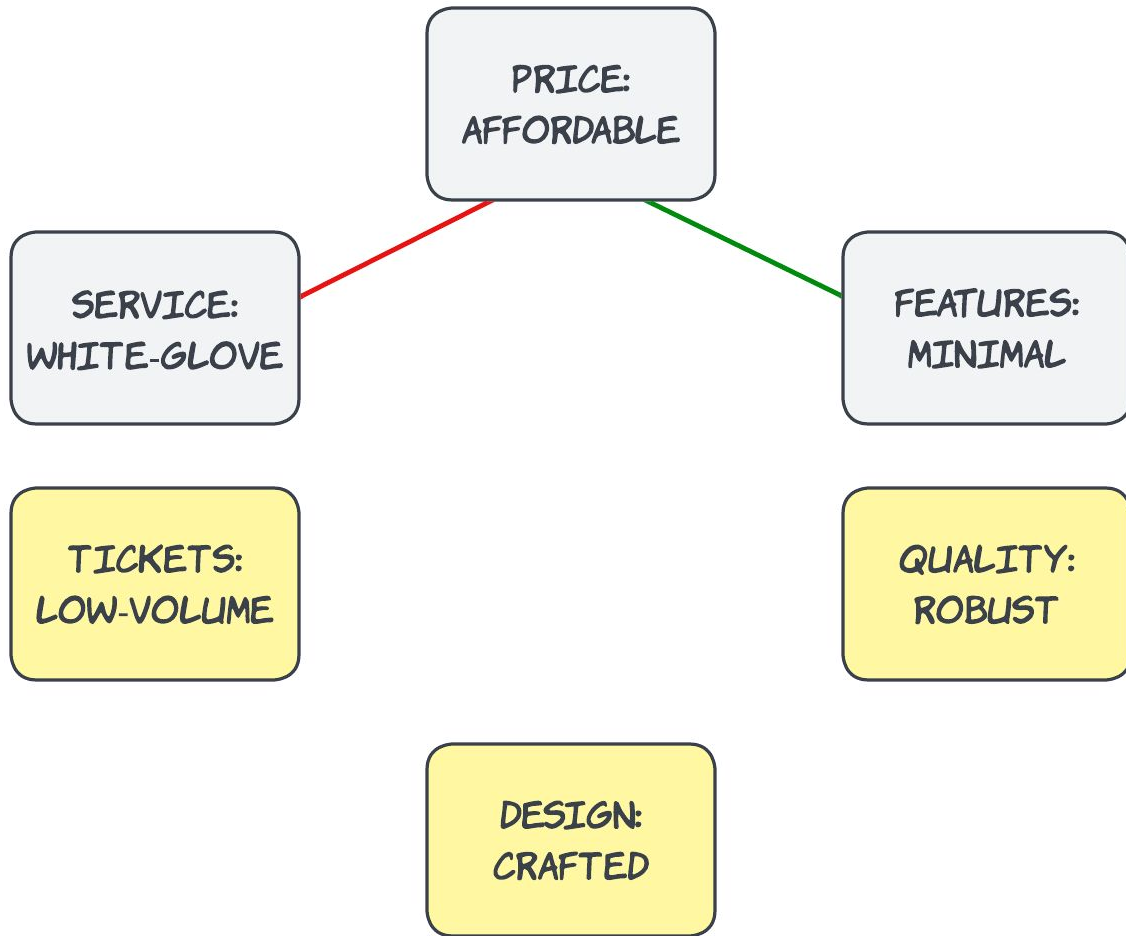 PRICE:
AFFORDABLE
SERVICE:
WHITE-GLOVE
FEATURES:
MINIMAL
TICKETS:
LOW-VOLUME
QUALITY:
ROBUST
DESIGN:
CRAFTED